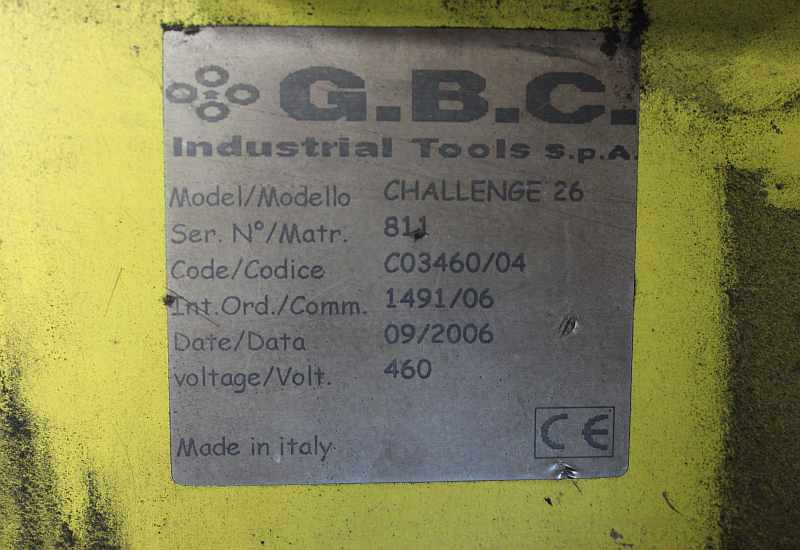 G.B.C.
Industrial Tools S.p.A.
Model/Modello CHALLENGE 26
Ser. N°/Matr. 811
Code/Codice C03460/04
Int.Ord./Comm. 1491/06
Date/Data 09/2006
voltage/Volt. 460
Made in italy CE